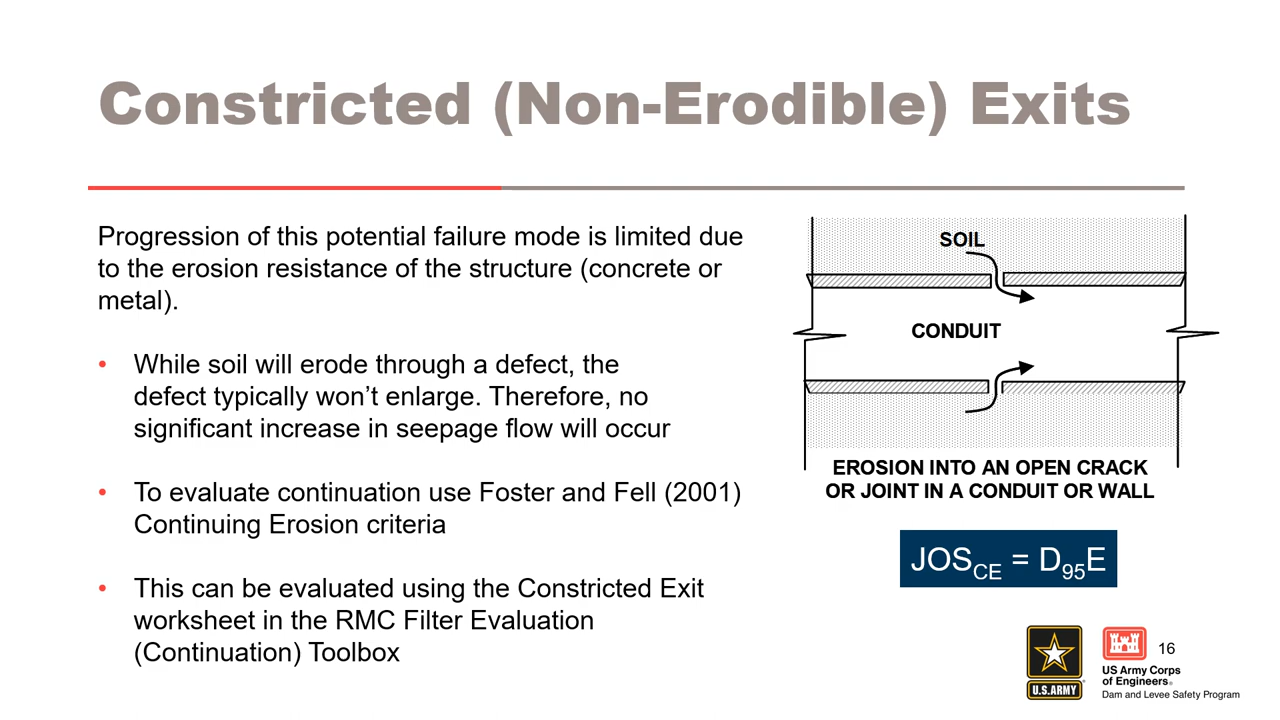 Constricted (Non-Erodible) Exits
Progression of this potential failure mode is limited due
to the erosion resistance of the structure (concrete or
metal).
• While soil will erode through a defect, the
defect typically won’t enlarge. Therefore, no
significant increase in seepage flow will occur
• To evaluate continuation use Foster and Fell (2001)
Continuing Erosion criteria
• This can be evaluated using the Constricted Exit
worksheet in the RMC Filter Evaluation
(Continuation) Toolbox
SOIL
CONDUIT
EROSION INTO AN OPEN CRACK
OR JOINT IN A CONDUIT OR WALL
JOSCE = D95E
U.S.ARMY
16
US Army Corps
of Engineers®
Dam and Levee Safety Program